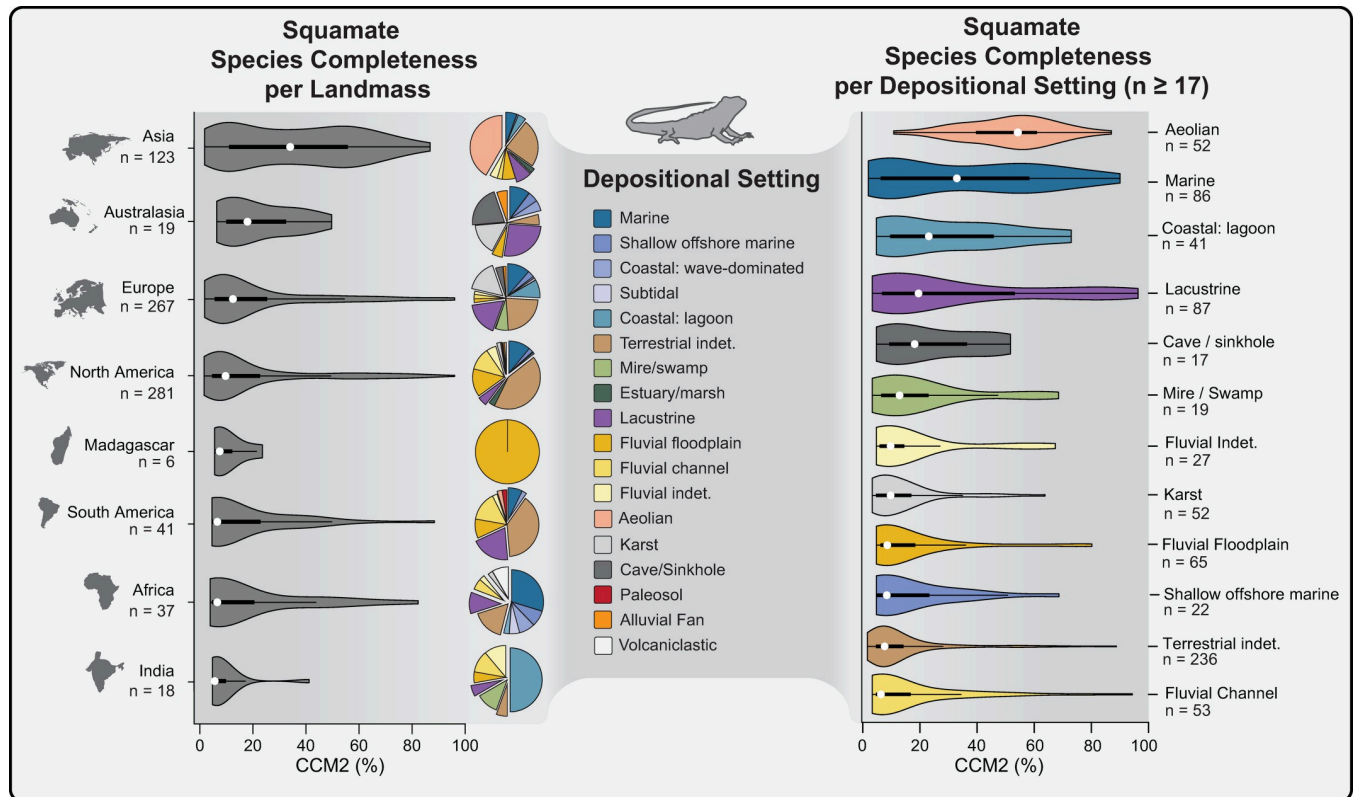 Squamate
Species Completeness
per Landmass
Asia
n = 123
Australasia
n = 19
Europe
n = 267
North America
n = 281
Madagascar
n = 6
South America
n = 41
Africa
n = 37
India
n = 18
0 20 40 60 80 100
CCM2 (%)
Depositional Setting
Marine
Shallow offshore marine
Coastal: wave-dominated
Subtidal
Coastal: lagoon
Terrestrial indet.
Mire/swamp
Estuary/marsh
Lacustrine
Fluvial floodplain
Fluvial channel
Fluvial indet.
Aeolian
Karst
Cave/Sinkhole
Paleosol
Alluvial Fan
Volcaniclastic
Squamate
Species Completeness
per Depositional Setting (n ≥ 17)
Aeolian
n = 52
Marine
n = 86
Coastal: lagoon
n = 41
Lacustrine
n = 87
Cave / sinkhole
n = 17
Mire / Swamp
n = 19
Fluvial Indet.
n = 27
Karst
n = 52
Fluvial Floodplain
n = 65
Shallow offshore marine
n = 22
Terrestrial indet.
n = 236
Fluvial Channel
n = 53
0 20 40 60 80 100
CCM2 (%)